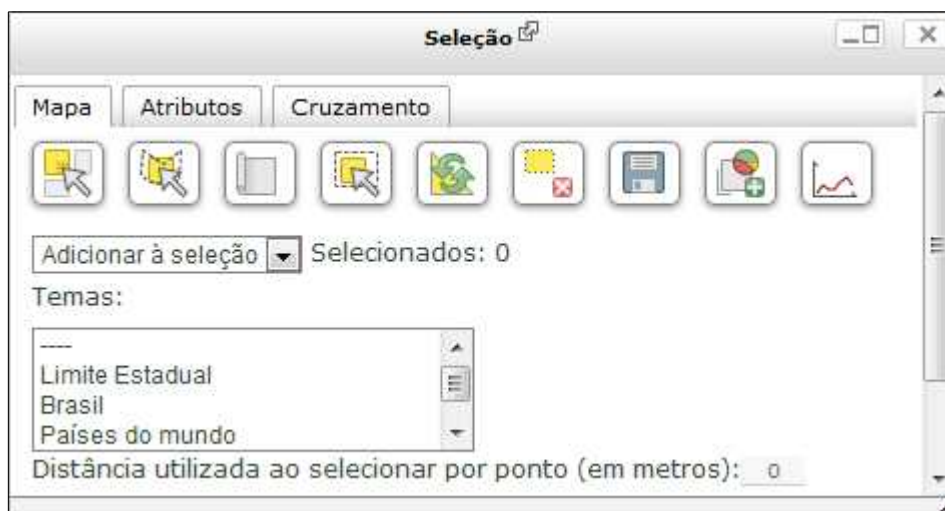 Seleção
Mapa Atributos Cruzamento
Adicionar à seleção Selecionados: 0
Temas:
----
Limite Estadual
Brasil
Países do mundo
Distância utilizada ao selecionar por ponto (em metros): 0